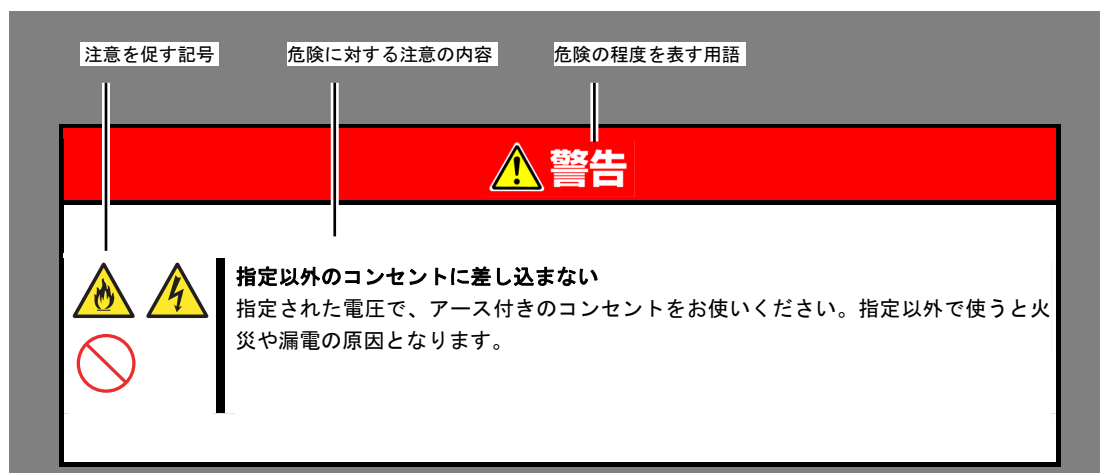 注意を促す記号
危険に対する注意の内容
危険の程度を表す用語
警告
指定以外のコンセントに差し込まない
指定された電圧で、アース付きのコンセントをお使いください。指定以外で使うと火
災や漏電の原因となります。